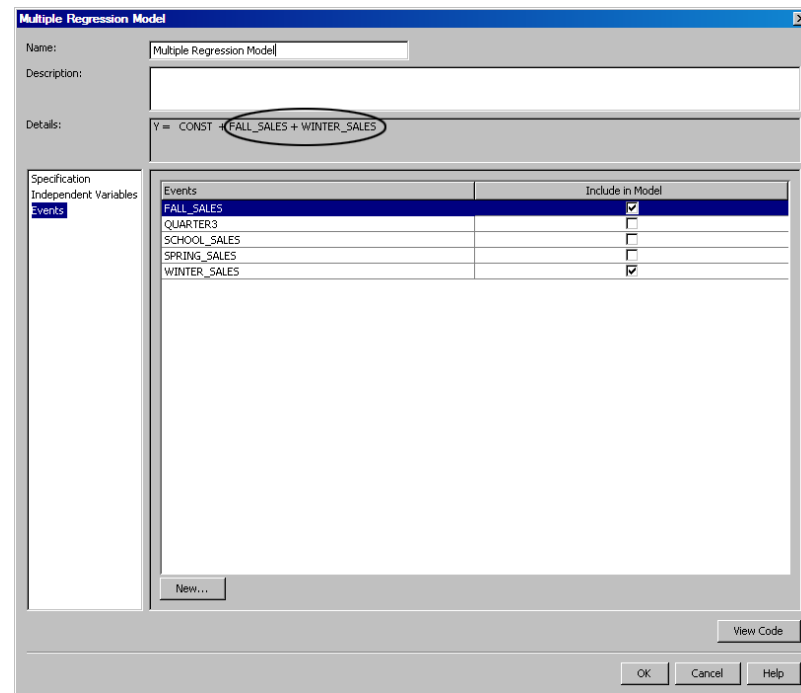 Multiple Regression Model
Name:
Multiple Regression Model
Description:
Details:
Y = CONST + FALL_SALES + WINTER_SALES
Specification
Independent Variables
Events
Events Include in Model
FALL_SALES
QUARTER3
SCHOOL_SALES
SPRING_SALES
WINTER_SALES
New...
View Code
OK Cancel Help